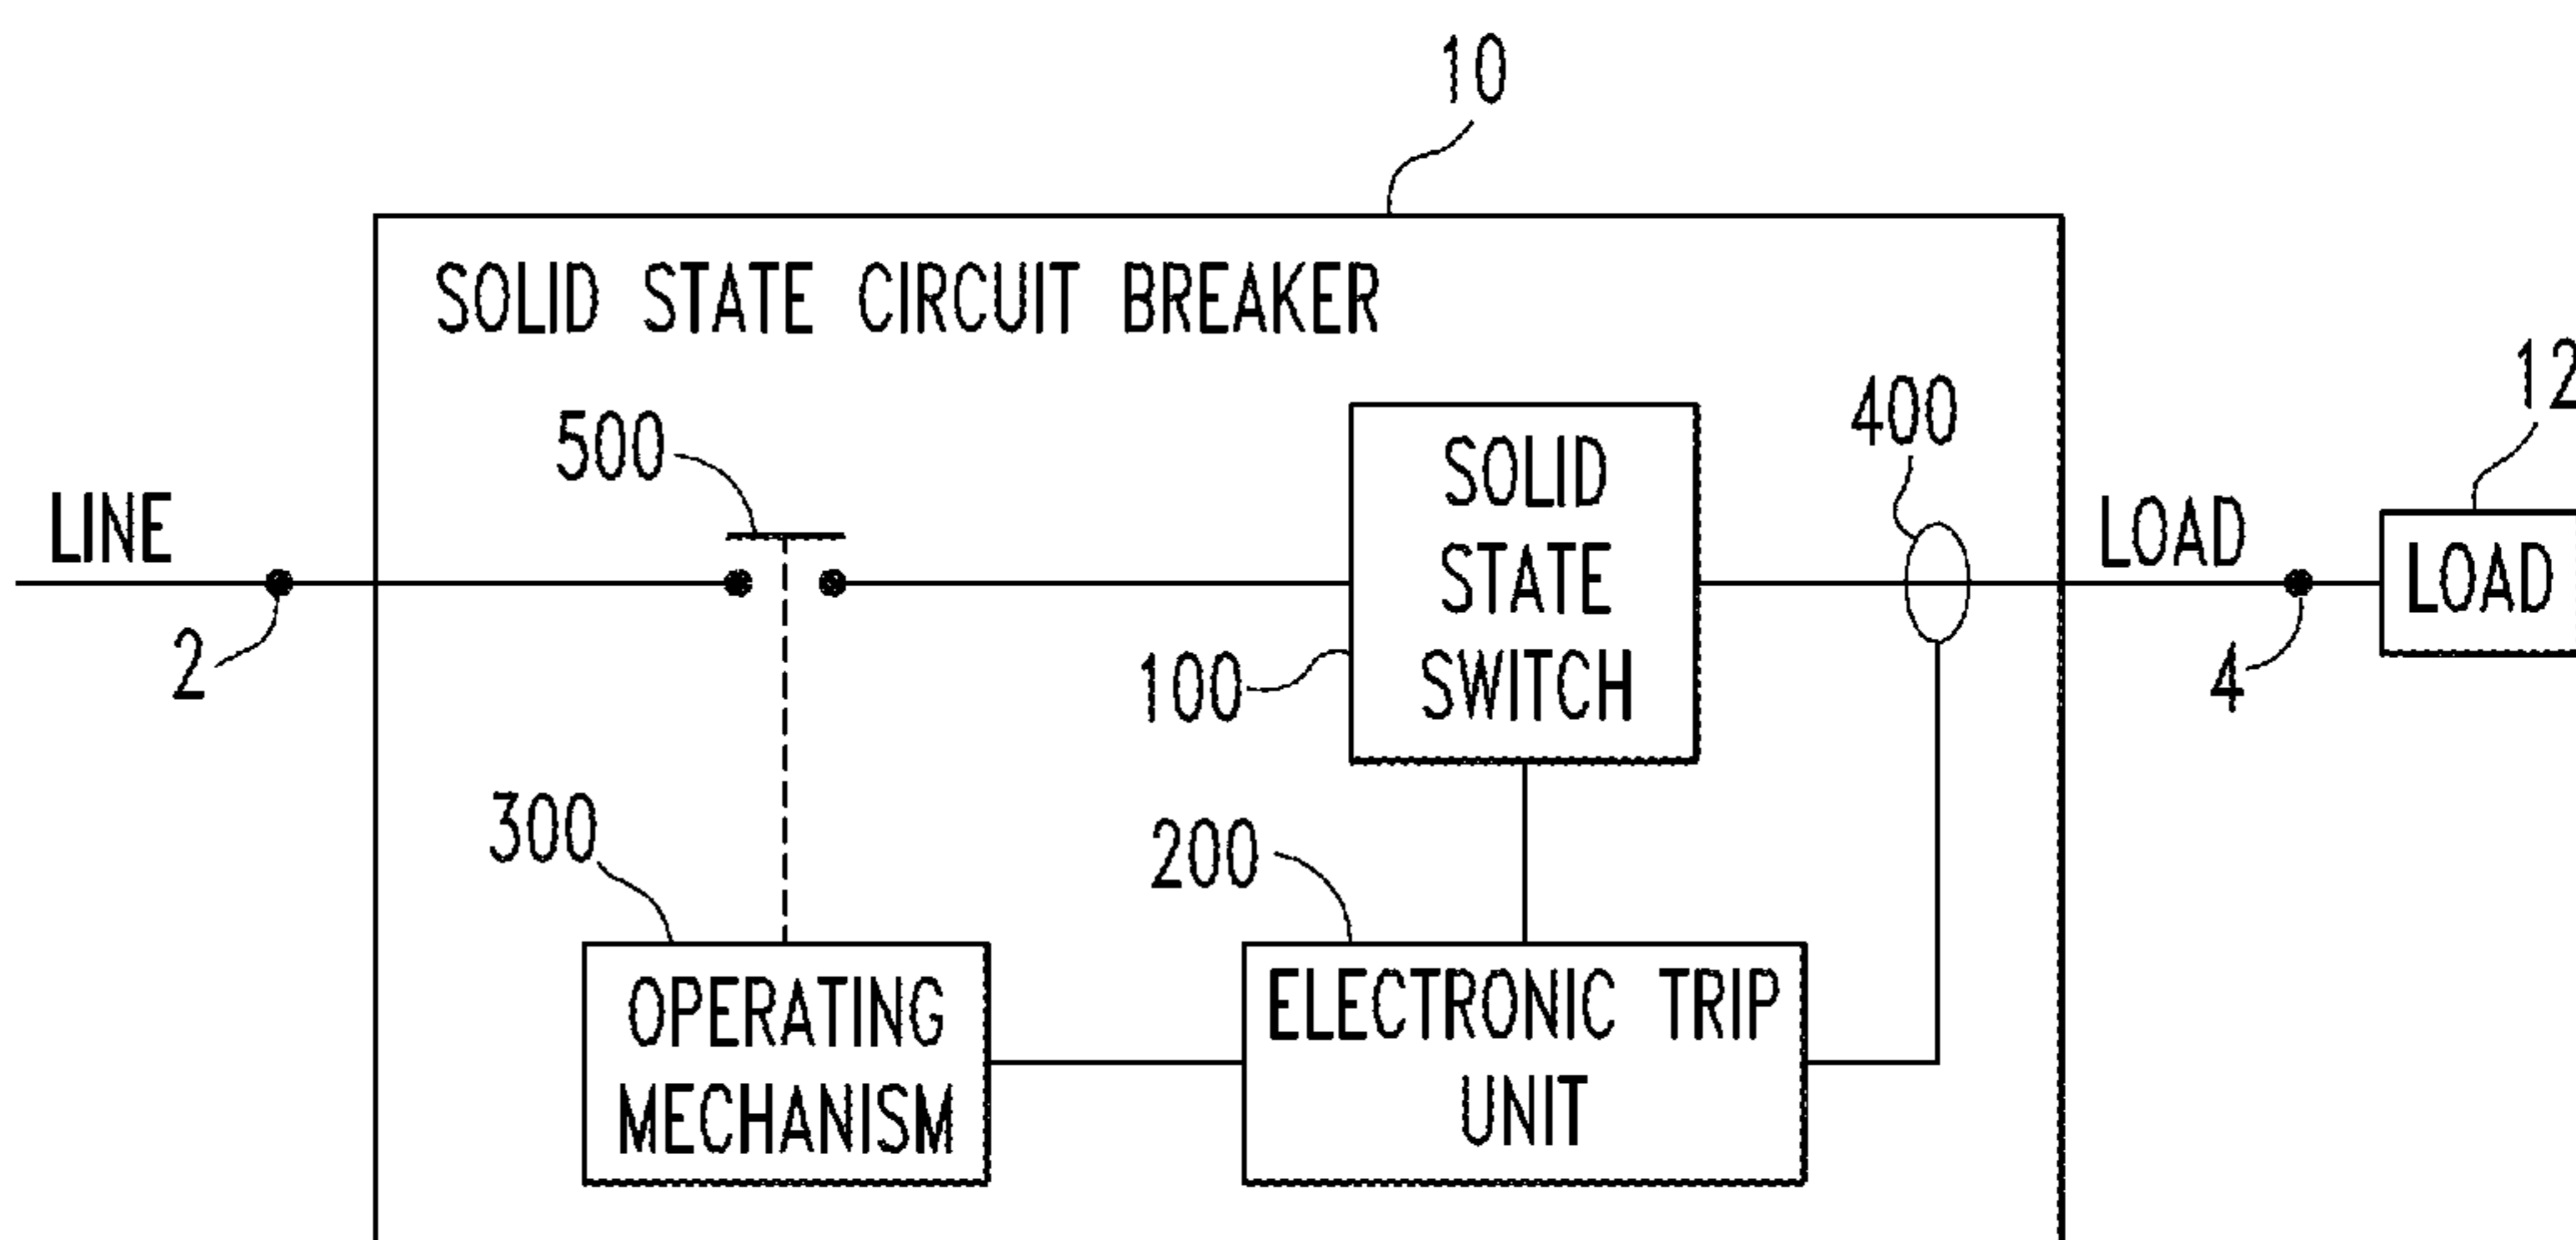 10
SOLID STATE CIRCUIT BREAKER
12
400
500
SOLID
STATE
SWITCH
LINE
LOAD
LOAD
2
100
4
300
200
OPERATING
MECHANISM
ELECTRONIC TRIP
UNIT